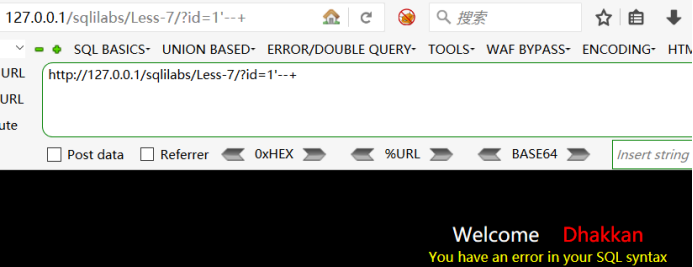 127.0.0.1/sqlilabs/Less-7/?id=1'--+
搜索
SQL BASICS UNION BASED ERROR/DOUBLE QUERY TOOLS WAF BYPASS ENCODING HTM
URL
http://127.0.0.1/sqlilabs/Less-7/?id=1'--+
URL
ute
Post data Referrer 0xHEX %URL BASE64 Insert string
Welcome Dhakkan
You have an error in your SQL syntax